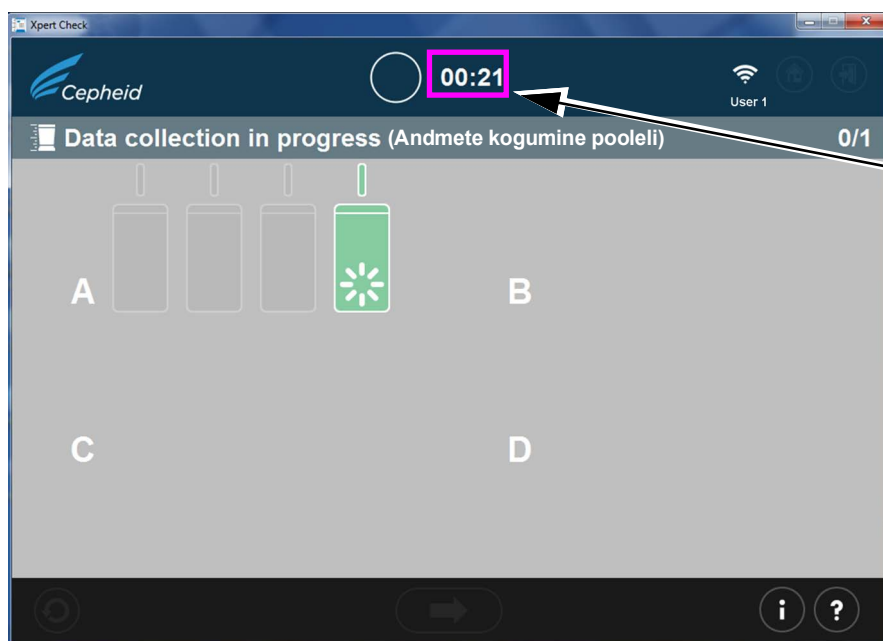 Xpert Check
Cepheid
00:21
User 1
Data collection in progress (Andmete kogumine pooleli)
0/1
A
B
C
D
i
?